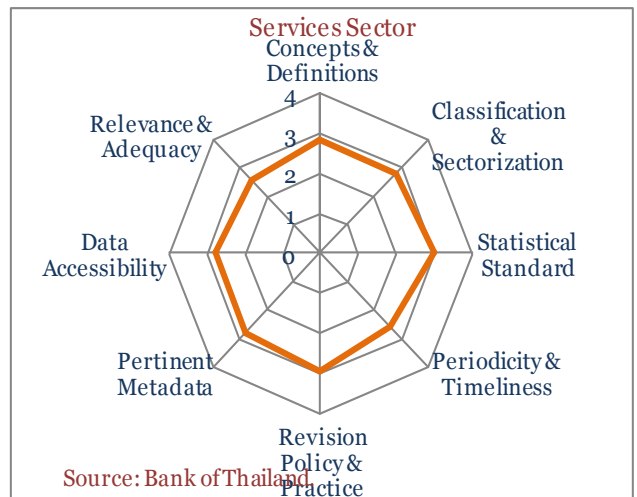 Services Sector
Concepts &
Definitions
4
3
2
1
0
Classification
&
Sectorization
Statistical
Standard
Periodicity &
Timeliness
Revision
Policy &
Practice
Pertinent
Metadata
Data
Accessibility
Relevance &
Adequacy
Source: Bank of Thailand.